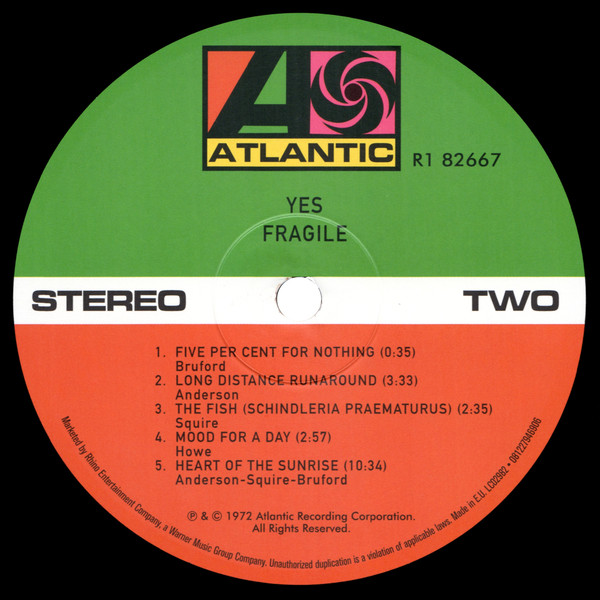 ATLANTIC
R1 82667
YES
FRAGILE
STEREO
TWO
1. FIVE PER CENT FOR NOTHING (0:35)
Bruford
2. LONG DISTANCE RUNAROUND (3:33)
Anderson
3. THE FISH (SCHINDLERIA PRAEMATURUS) (2:35)
Squire
4. MOOD FOR A DAY (2:57)
Howe
5. HEART OF THE SUNRISE (10:34)
Anderson-Squire-Bruford
℗ & © 1972 Atlantic Recording Corporation.
All Rights Reserved.
Marketed by Rhino Entertainment Company, a Warner Music Group Company. Unauthorized duplication is a violation of applicable laws. Made in E.U. LC02982 • 081227946906